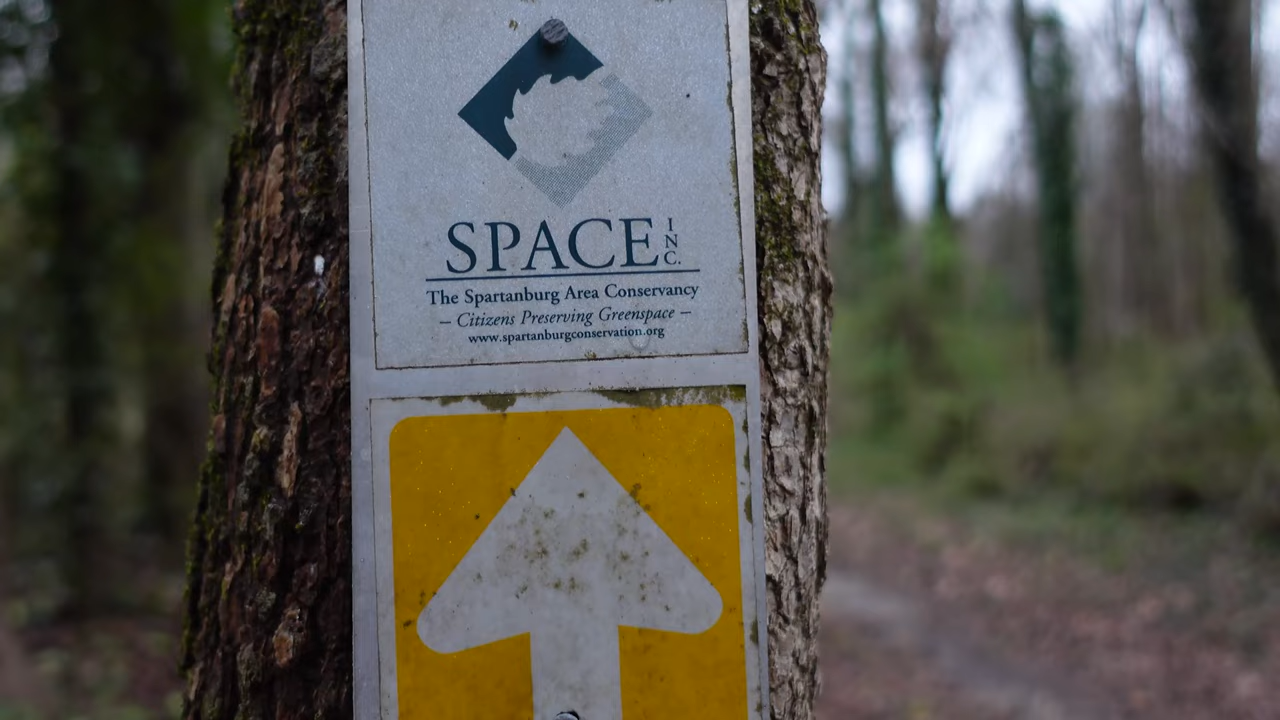 SPACE INC.
The Spartanburg Area Conservancy
– Citizens Preserving Greenspace –
www.spartanburgconservation.org